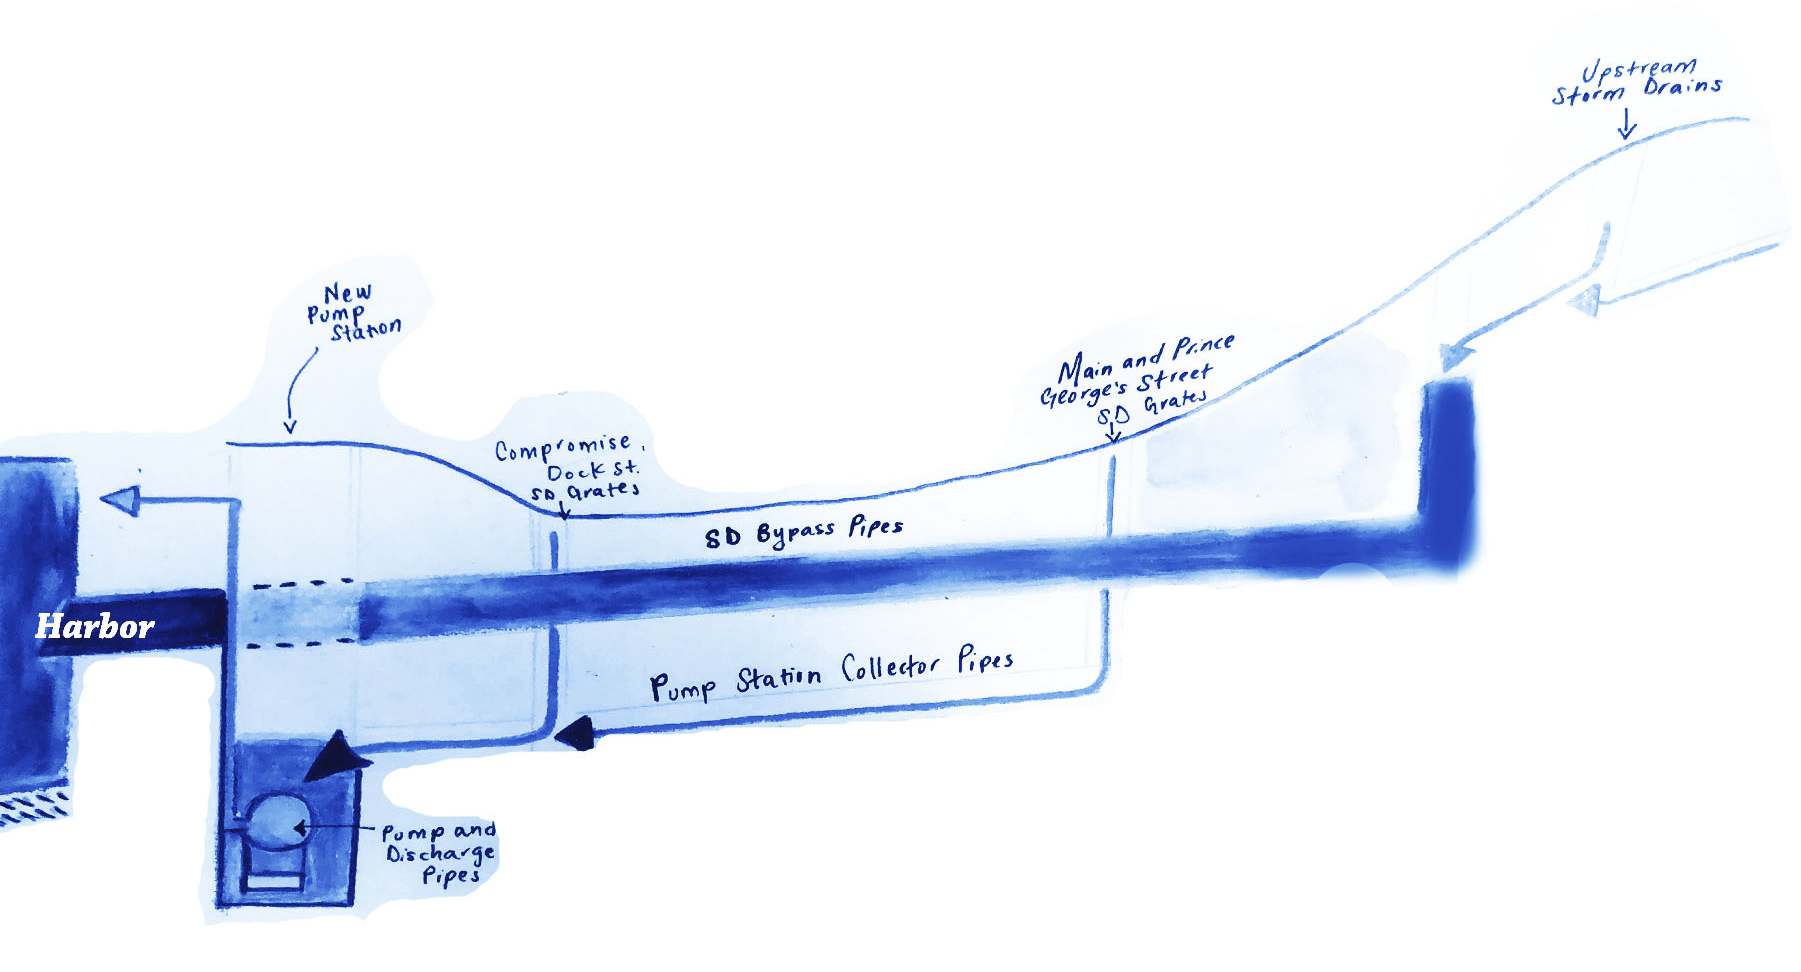 Upstream
Storm Drains
New
Pump
Station
Main and Prince
George's Street
SD Grates
Compromise,
Dock St.
SD Grates
SD Bypass Pipes
Harbor
Pump Station Collector Pipes
Pump and
Discharge
Pipes